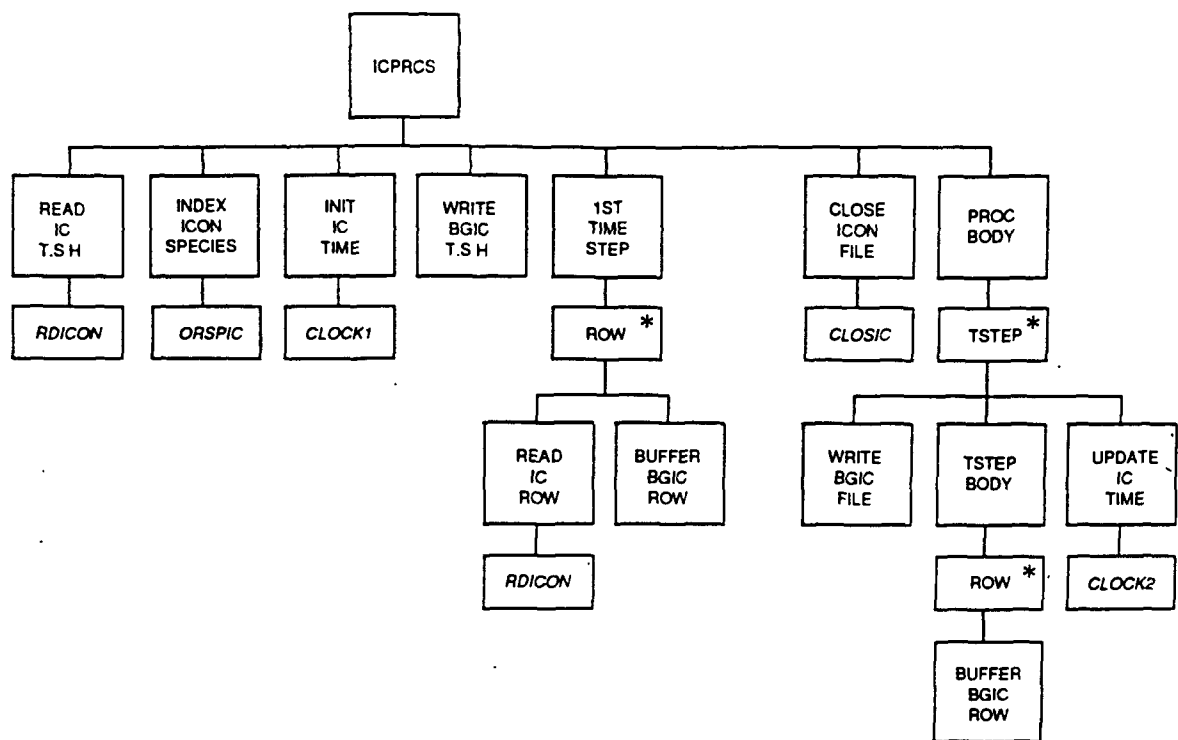 ICPRCS
READ
IC
T.S H
INDEX
ICON
SPECIES
INIT
IC
TIME
WRITE
BGIC
T.S H
1ST
TIME
STEP
CLOSE
ICON
FILE
PROC
BODY
RDICON
ORSPIC
CLOCK1
ROW *
CLOSIC
TSTEP *
READ
IC
ROW
BUFFER
BGIC
ROW
WRITE
BGIC
FILE
TSTEP
BODY
UPDATE
IC
TIME
RDICON
ROW *
CLOCK2
BUFFER
BGIC
ROW